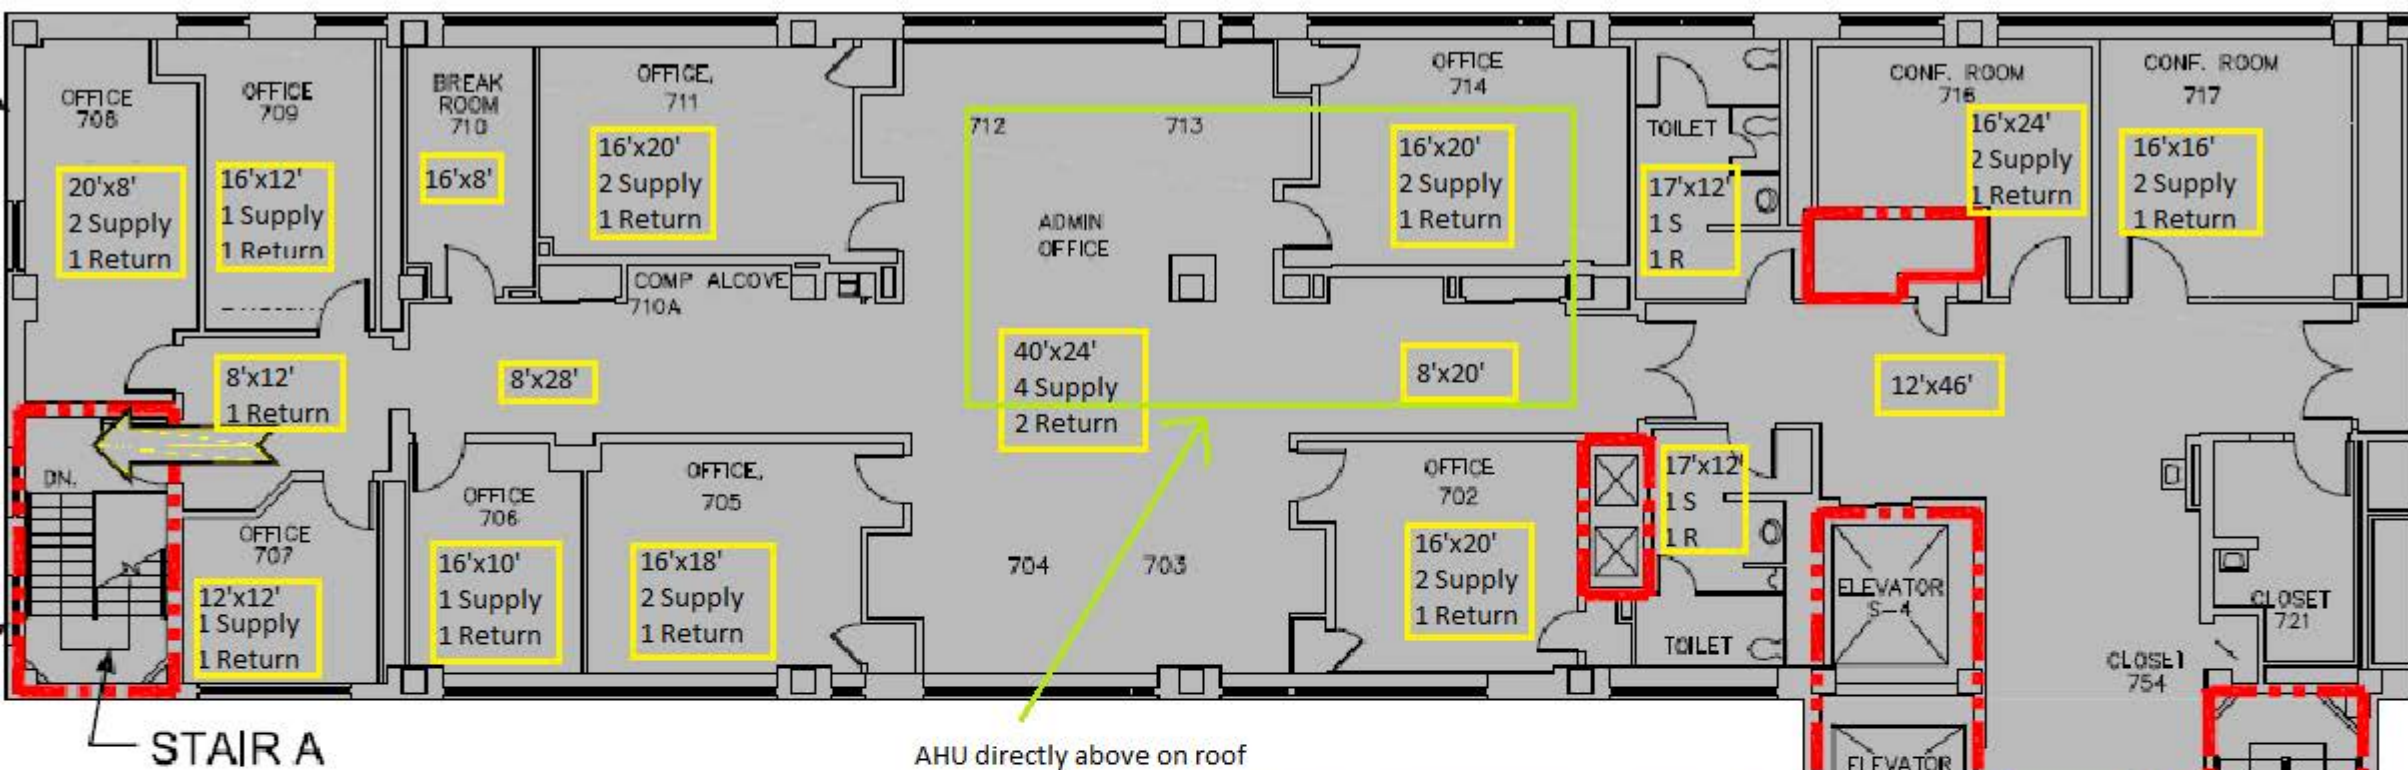 OFFICE
708
20'x8'
2 Supply
1 Return
OFFICE
709
16'x12'
1 Supply
1 Return
BREAK
ROOM
710
16'x8'
OFFICE,
711
16'x20'
2 Supply
1 Return
712
713
ADMIN
OFFICE
40'x24'
4 Supply
2 Return
OFFICE
714
16'x20'
2 Supply
1 Return
TOILET
17'x12'
1 S
1 R
CONF. ROOM
716
16'x24'
2 Supply
1 Return
CONF. ROOM
717
16'x16'
2 Supply
1 Return
COMP ALCOVE
710A
8'x12'
1 Return
8'x28'
8'x20'
12'x46'
DN.
OFFICE
707
12'x12'
1 Supply
1 Return
OFFICE
706
16'x10'
1 Supply
1 Return
OFFICE,
705
16'x18'
2 Supply
1 Return
704
703
OFFICE
702
16'x20'
2 Supply
1 Return
17'x12'
1 S
1 R
TOILET
ELEVATOR
S-4
ELEVATOR
CLOSET
721
CLOSET
754
STAIR A
AHU directly above on roof